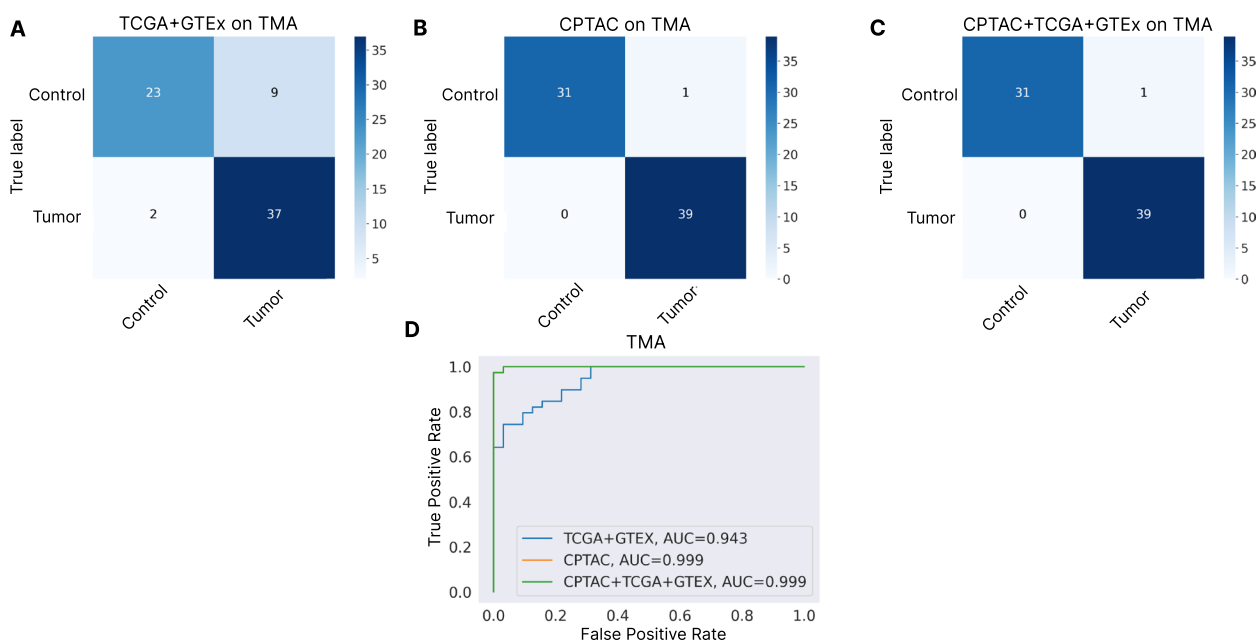 A
TCGA+GTEx on TMA
True label
Control
23
9
Tumor
2
37
Control
Tumor
35
30
25
20
15
10
5
B
CPTAC on TMA
True label
Control
31
1
Tumor
0
39
Control
Tumor
35
30
25
20
15
10
5
0
C
CPTAC+TCGA+GTEx on TMA
True label
Control
31
1
Tumor
0
39
Control
Tumor
35
30
25
20
15
10
5
0
D
TMA
True Positive Rate
1.0
0.8
0.6
0.4
0.2
0.0
TCGA+GTEX, AUC=0.943
CPTAC, AUC=0.999
CPTAC+TCGA+GTEX, AUC=0.999
0.0 0.2 0.4 0.6 0.8 1.0
False Positive Rate